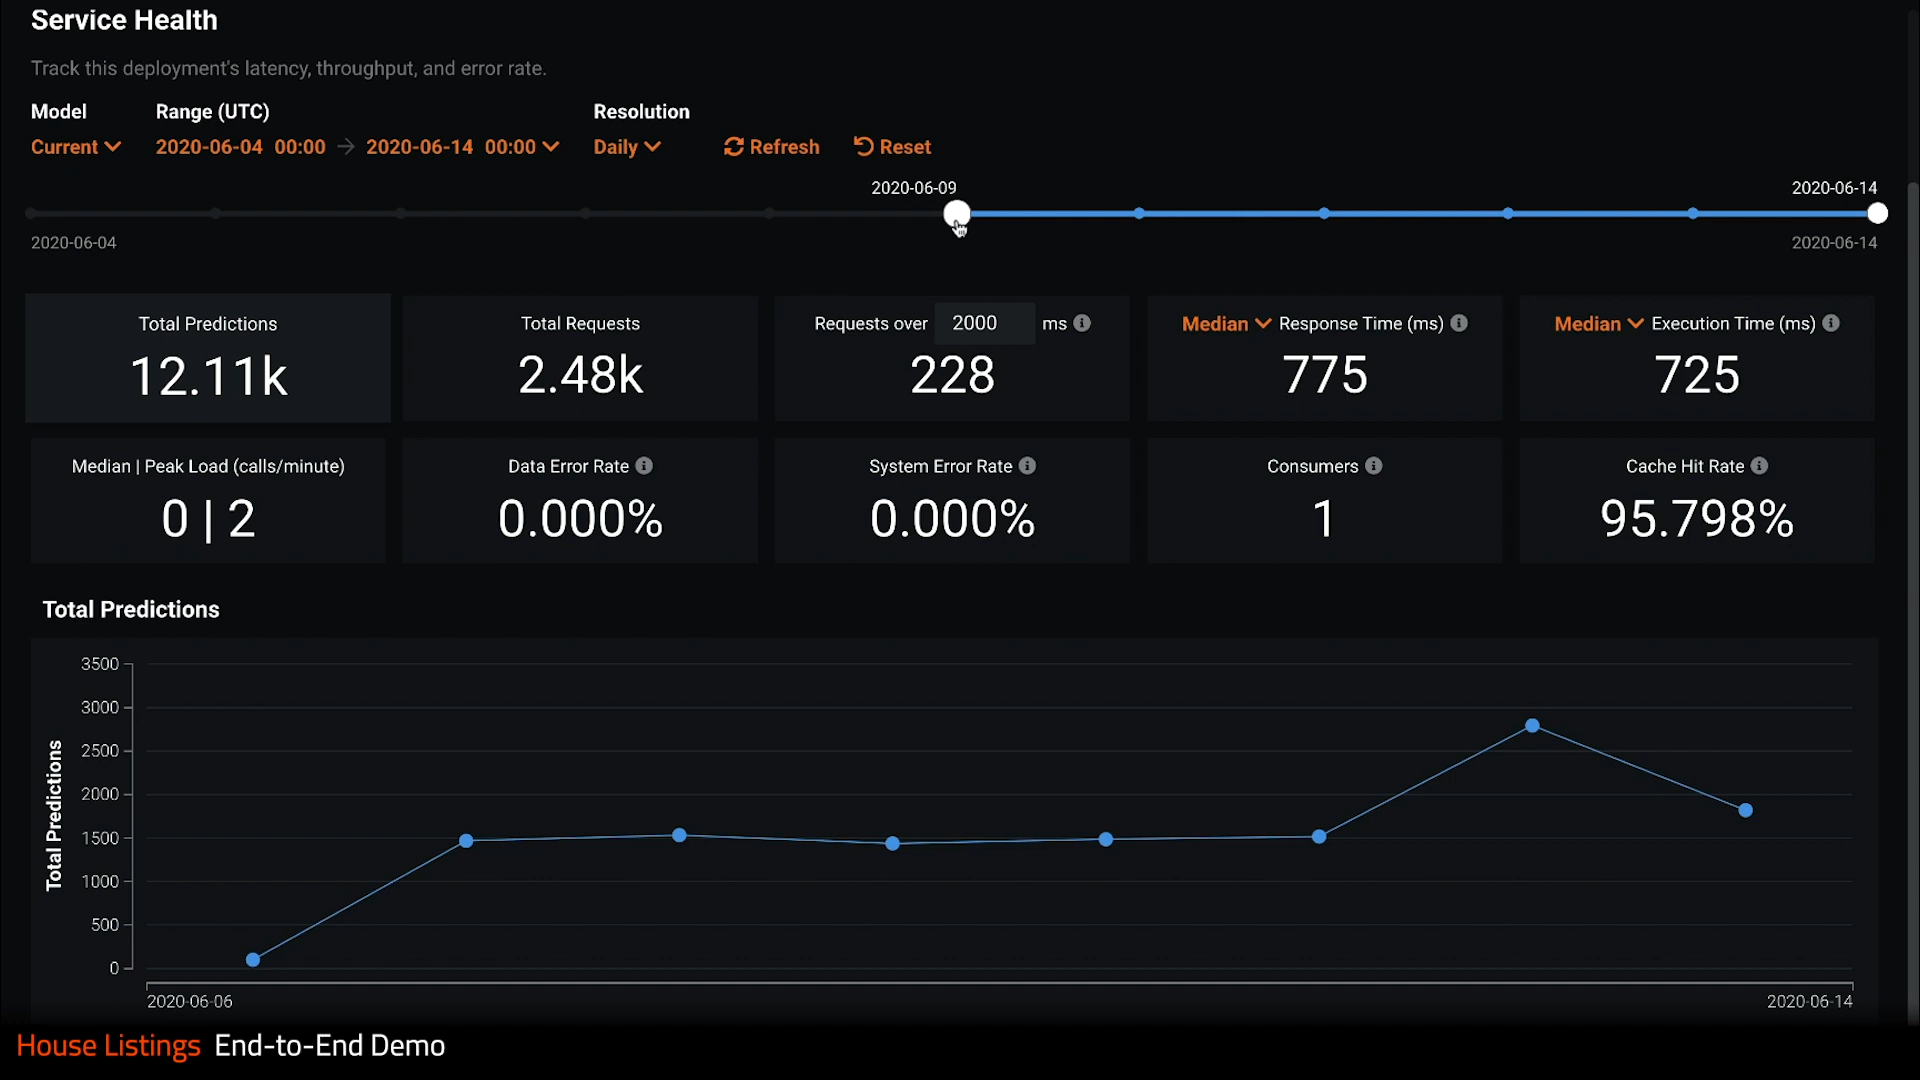 Service Health
Track this deployment's latency, throughput, and error rate.
Model Range (UTC) Resolution
Current 2020-06-04 00:00 → 2020-06-14 00:00 Daily Refresh Reset
2020-06-09 2020-06-14
2020-06-04 2020-06-14
Total Predictions Total Requests Requests over 2000 ms Median Response Time (ms) Median Execution Time (ms)
12.11k 2.48k 228 775 725
Median | Peak Load (calls/minute) Data Error Rate System Error Rate Consumers Cache Hit Rate
0 | 2 0.000% 0.000% 1 95.798%
Total Predictions
3500
3000
2500
2000
1500
1000
500
0
Total Predictions
2020-06-06 2020-06-14
House Listings End-to-End Demo